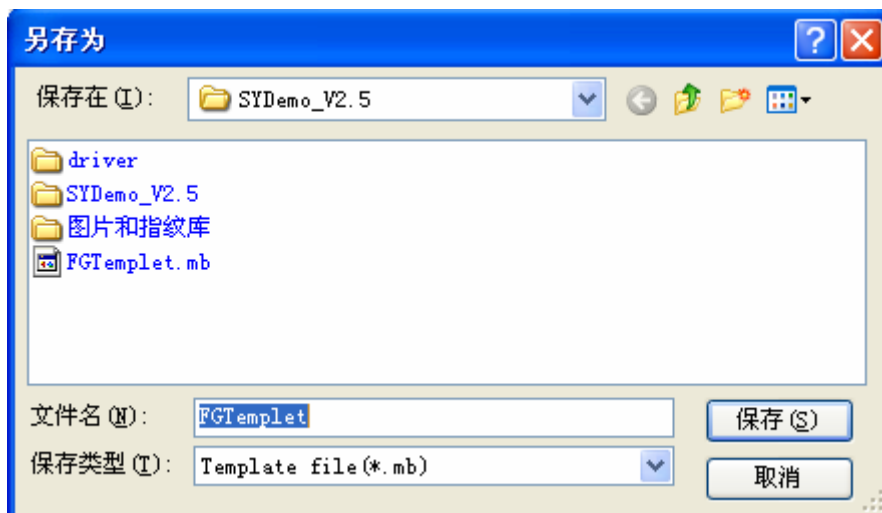 另存为
保存在(I): SYDemo_V2.5
driver
SYDemo_V2.5
图片和指纹库
FGTemplet.mb
文件名(N): FGTemplet 保存(S)
保存类型(T): Template file(*.mb) 取消